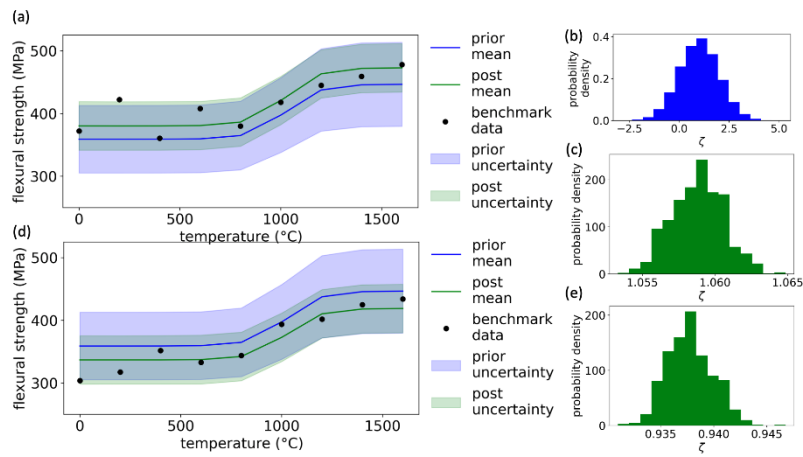 (a)
500
400
300
flexural strength (MPa)
0
500
1000
1500
temperature (°C)
prior
mean
post
mean
benchmark
data
prior
uncertainty
post
uncertainty
(b)
0.4
0.2
0.0
probability
density
−2.5
0.0
2.5
5.0
ζ
(c)
200
100
0
probability density
1.055
1.060
1.065
ζ
(d)
500
400
300
flexural strength (MPa)
0
500
1000
1500
temperature (°C)
prior
mean
post
mean
benchmark
data
prior
uncertainty
post
uncertainty
(e)
200
100
0
probability density
0.935
0.940
0.945
ζ